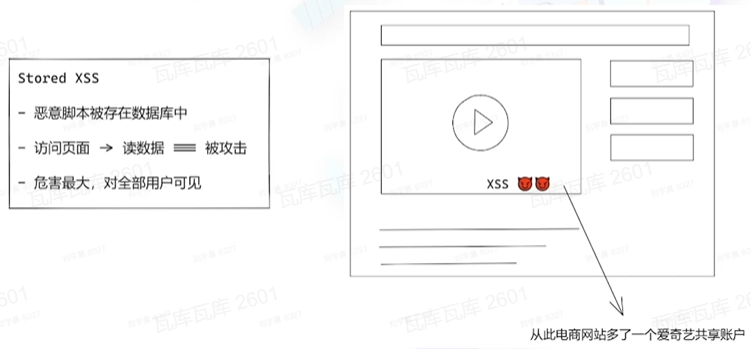 Stored XSS
- 恶意脚本被存在数据库中
- 访问页面 → 读数据 ≡ 被攻击
- 危害最大，对全部用户可见
XSS 😈😈
从此电商网站多了一个爱奇艺共享账户
瓦库瓦库 2601